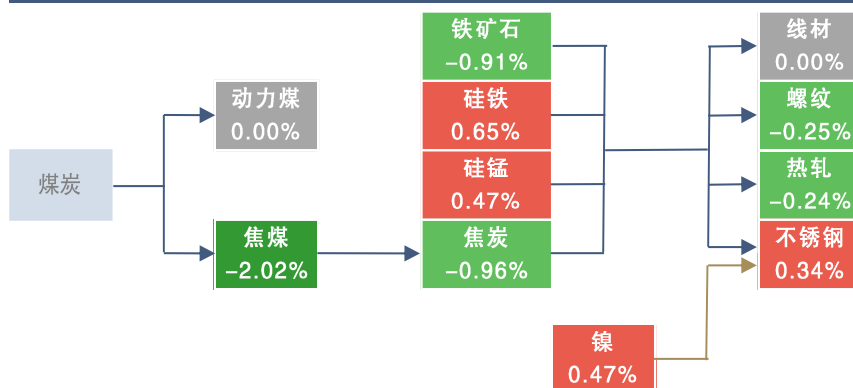 铁矿石
-0.91%
线材
0.00%
动力煤
0.00%
硅铁
0.65%
螺纹
-0.25%
煤炭
硅锰
0.47%
热轧
-0.24%
焦煤
-2.02%
焦炭
-0.96%
不锈钢
0.34%
镍
0.47%